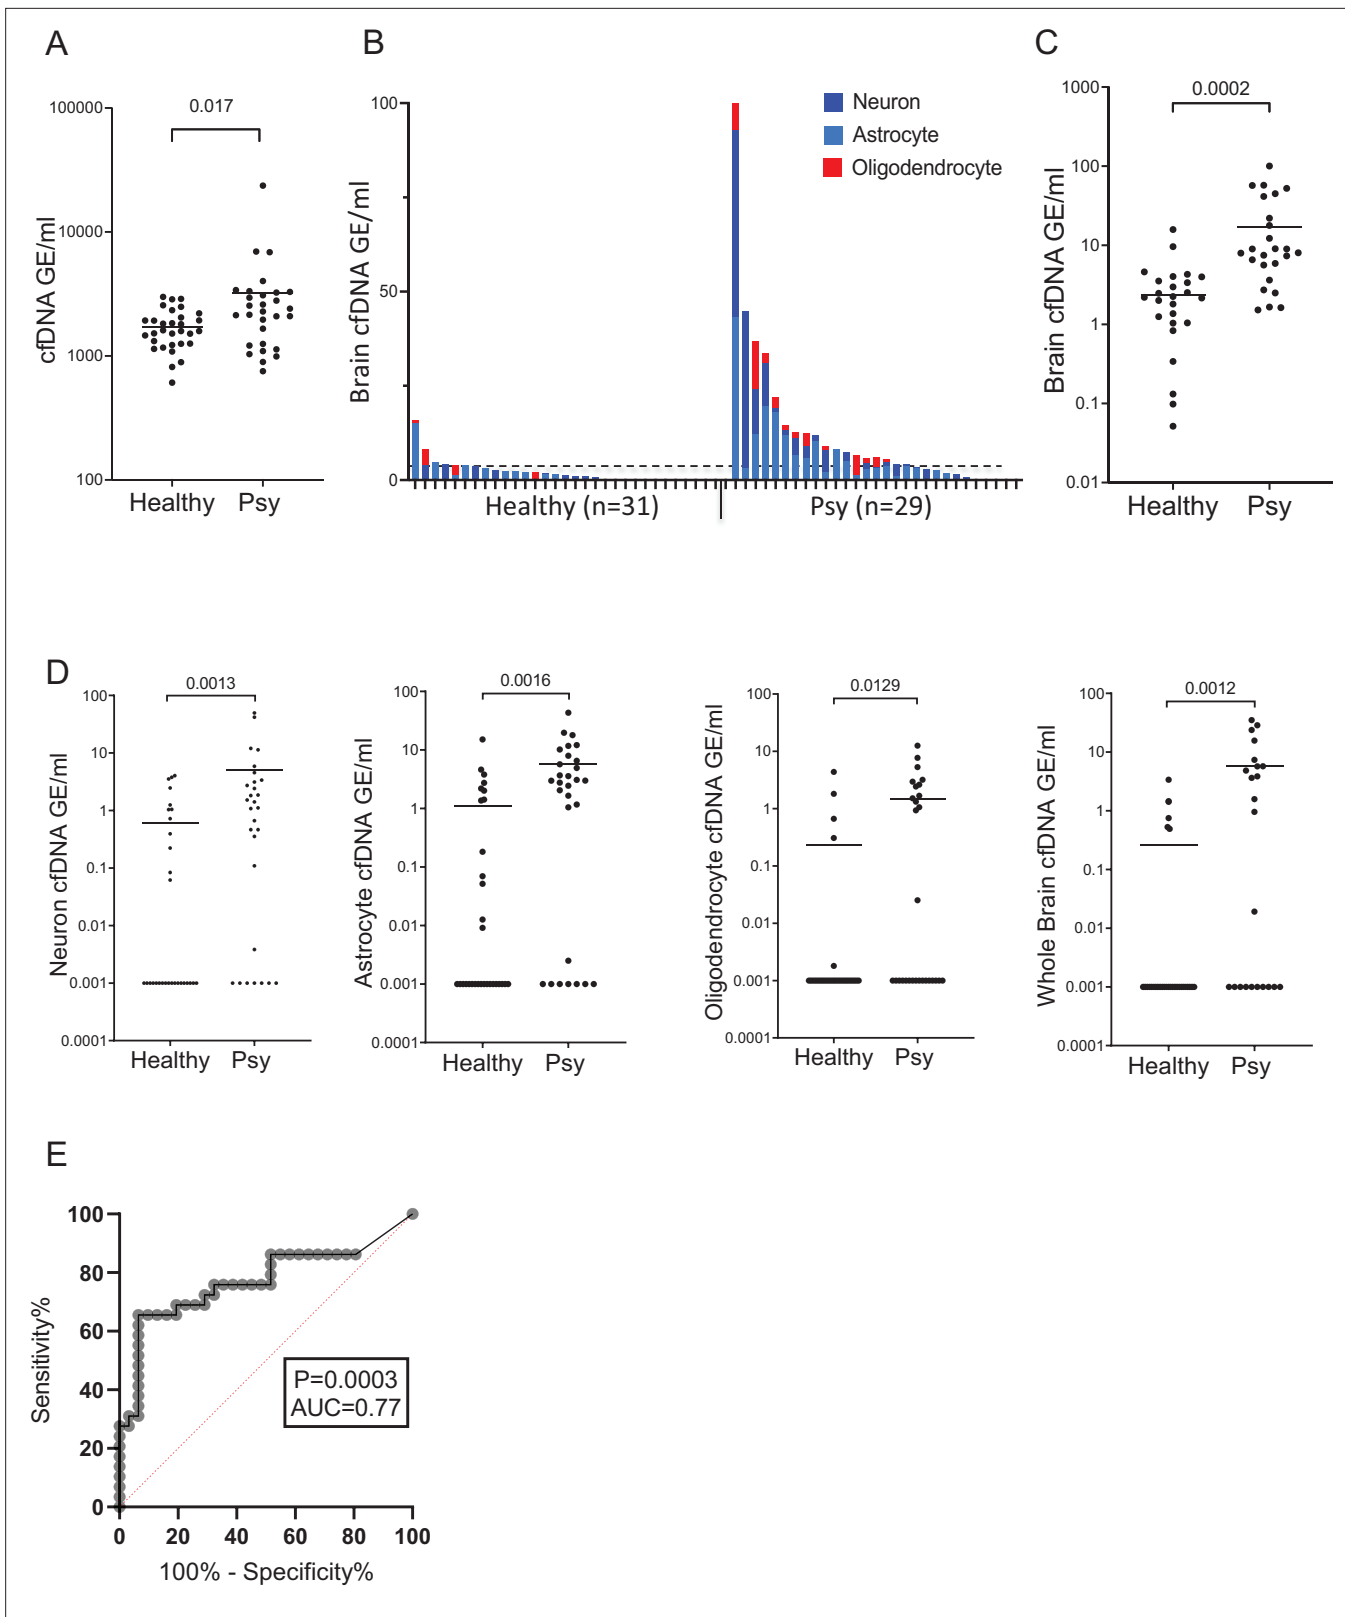 A
cfDNA GE/ml
100000
10000
1000
100
0.017
Healthy
Psy
B
Brain cfDNA GE/ml
100
50
0
Neuron
Astrocyte
Oligodendrocyte
Healthy (n=31)
Psy (n=29)
C
Brain cfDNA GE/ml
1000
100
10
1
0.1
0.01
0.0002
Healthy
Psy
D
Neuron cfDNA GE/ml
100
10
1
0.1
0.01
0.001
0.0001
0.0013
Healthy
Psy
Astrocyte cfDNA GE/ml
100
10
1
0.1
0.01
0.001
0.0001
0.0016
Healthy
Psy
Oligodendrocyte cfDNA GE/ml
100
10
1
0.1
0.01
0.001
0.0001
0.0129
Healthy
Psy
Whole Brain cfDNA GE/ml
100
10
1
0.1
0.01
0.001
0.0001
0.0012
Healthy
Psy
E
Sensitivity%
100
80
60
40
20
0
P=0.0003
AUC=0.77
0 20 40 60 80 100
100% - Specificity%